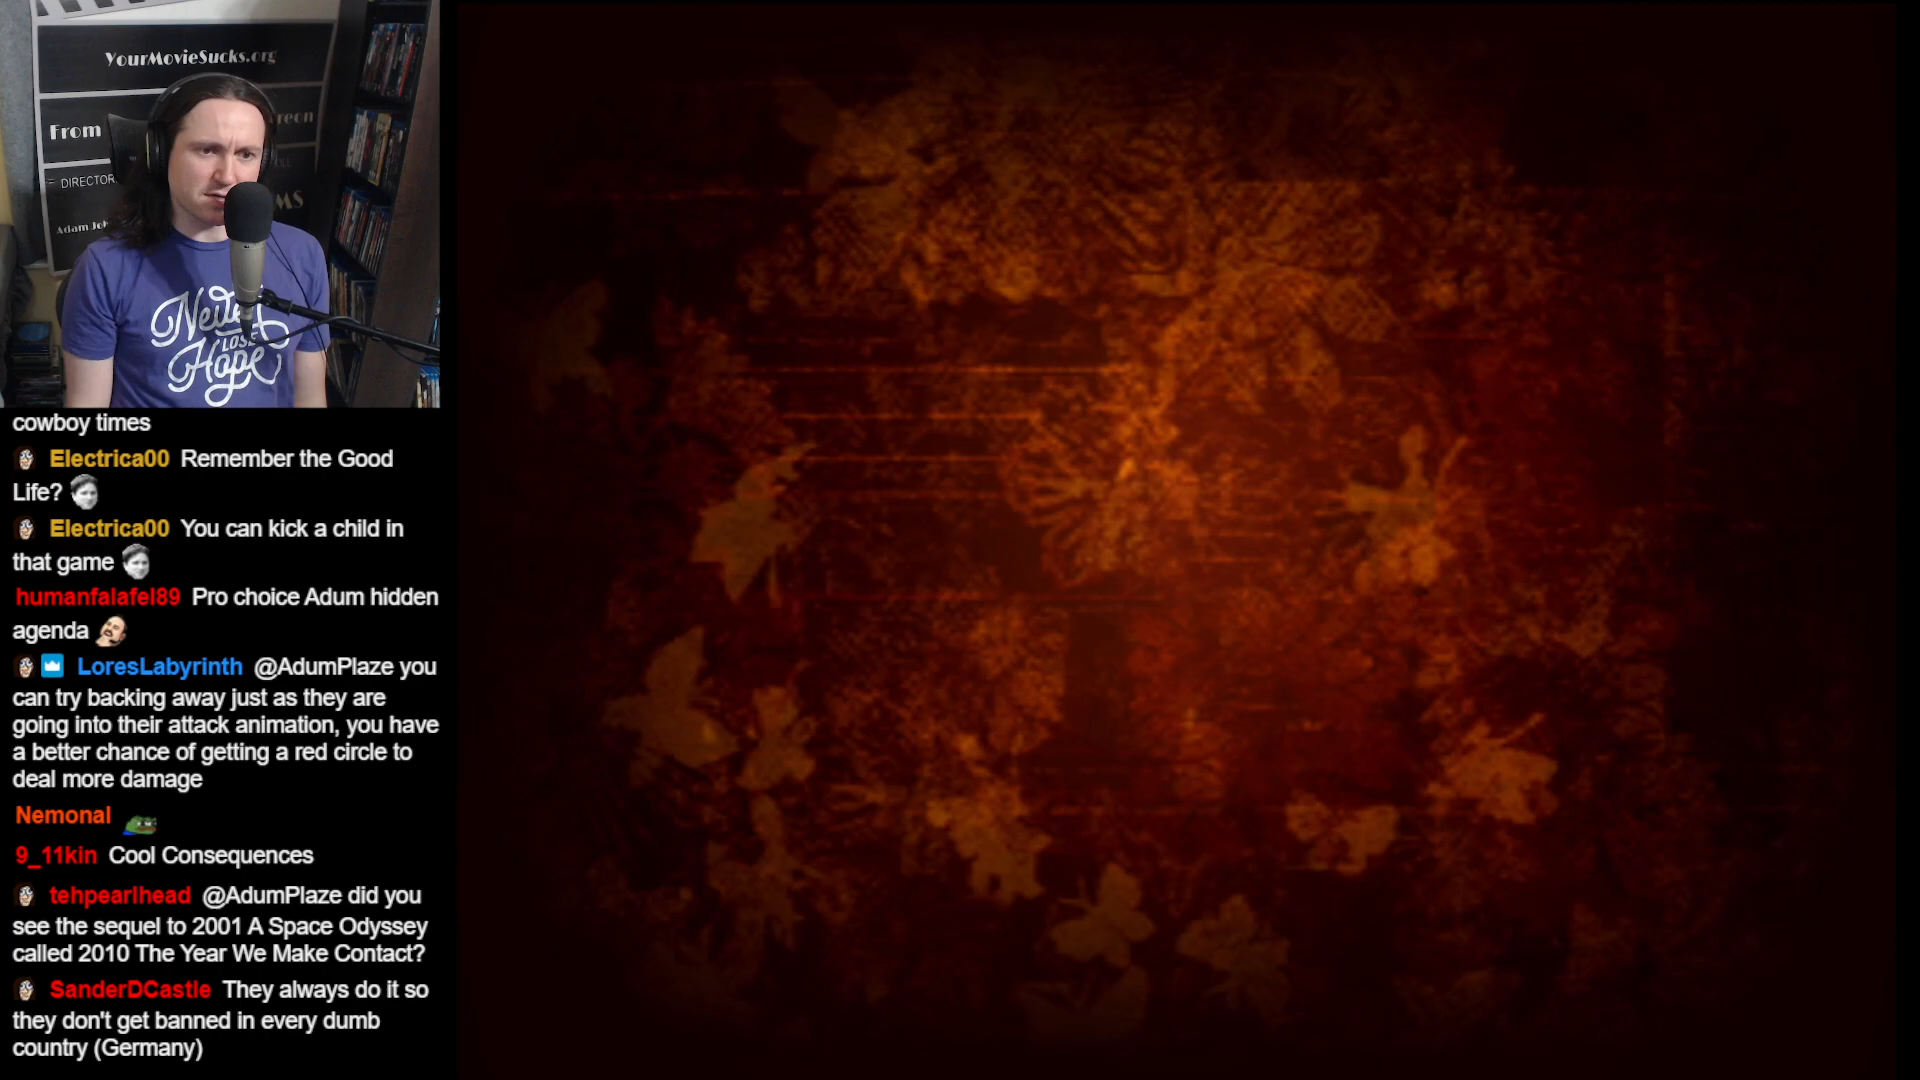 YourMovieSucks.org
From
reon
DIRECTOR
MS
Never
LOSE
Hope
cowboy times
Electrica00 Remember the Good
Life?
Electrica00 You can kick a child in
that game
humanfalafel89 Pro choice Adum hidden
agenda
LoresLabyrinth @AdumPlaze you
can try backing away just as they are
going into their attack animation, you have
a better chance of getting a red circle to
deal more damage
Nemonal
9_11kin Cool Consequences
tehpearlhead @AdumPlaze did you
see the sequel to 2001 A Space Odyssey
called 2010 The Year We Make Contact?
SanderDCastle They always do it so
they don't get banned in every dumb
country (Germany)